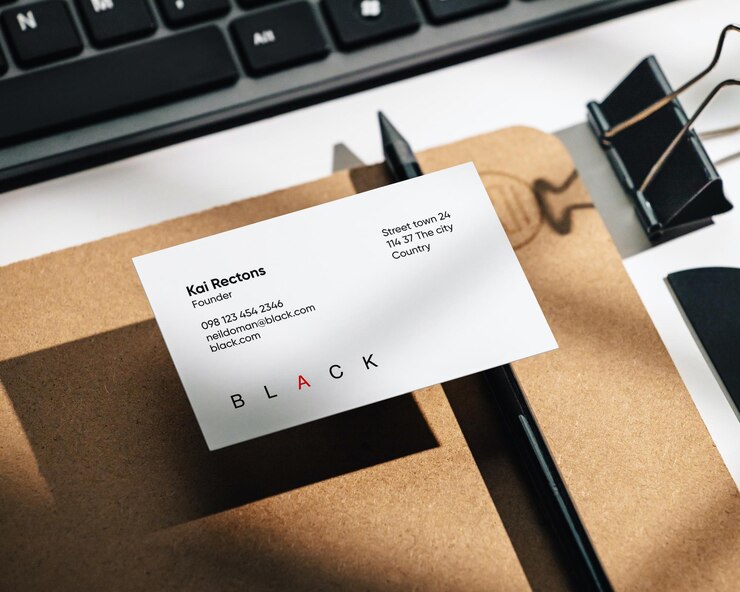 N
M
Alt
Kai Rectons
Founder
098 123 454 2346
neildoman@black.com
black.com
Street town 24
114 37 The city
Country
B L A C K